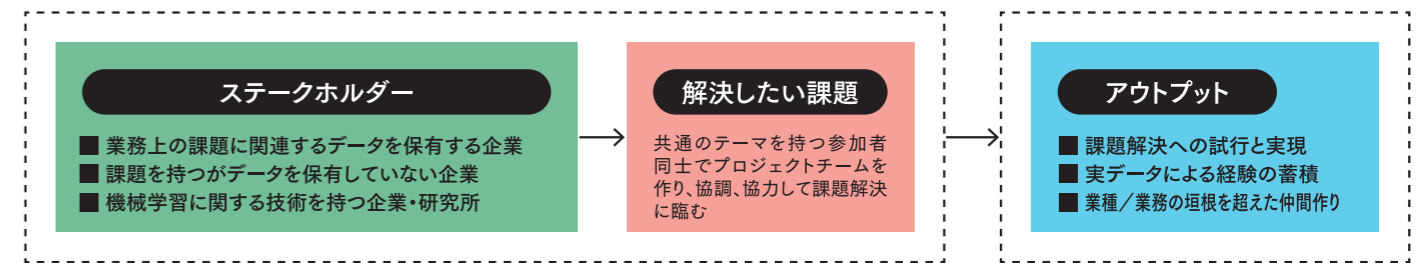 ステークホルダー
■ 業務上の課題に関連するデータを保有する企業
■ 課題を持つがデータを保有していない企業
■ 機械学習に関する技術を持つ企業・研究所
解決したい課題
共通のテーマを持つ参加者
同士でプロジェクトチームを
作り、協調、協力して課題解決
に臨む
アウトプット
■ 課題解決への試行と実現
■ 実データによる経験の蓄積
■ 業種／業務の垣根を超えた仲間作り